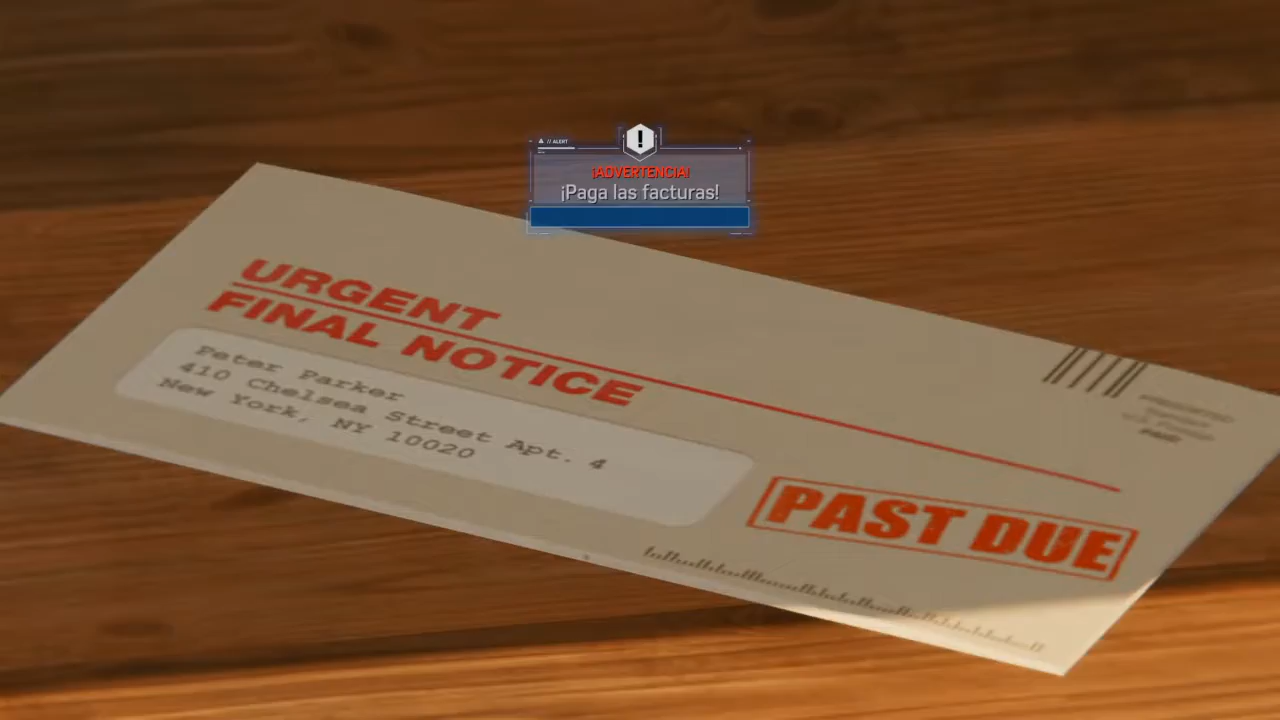 // ALERT
¡ADVERTENCIA!
¡Paga las facturas!
URGENT
FINAL NOTICE
Peter Parker
410 Chelsea Street Apt. 4
New York, NY 10020
PAST DUE